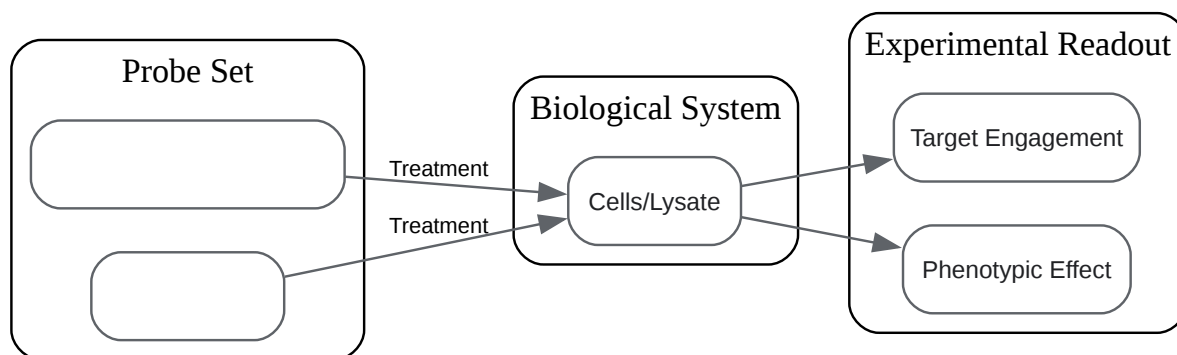 Probe Set
Treatment
Treatment
Biological System
Cells/Lysate
Experimental Readout
Target Engagement
Phenotypic Effect